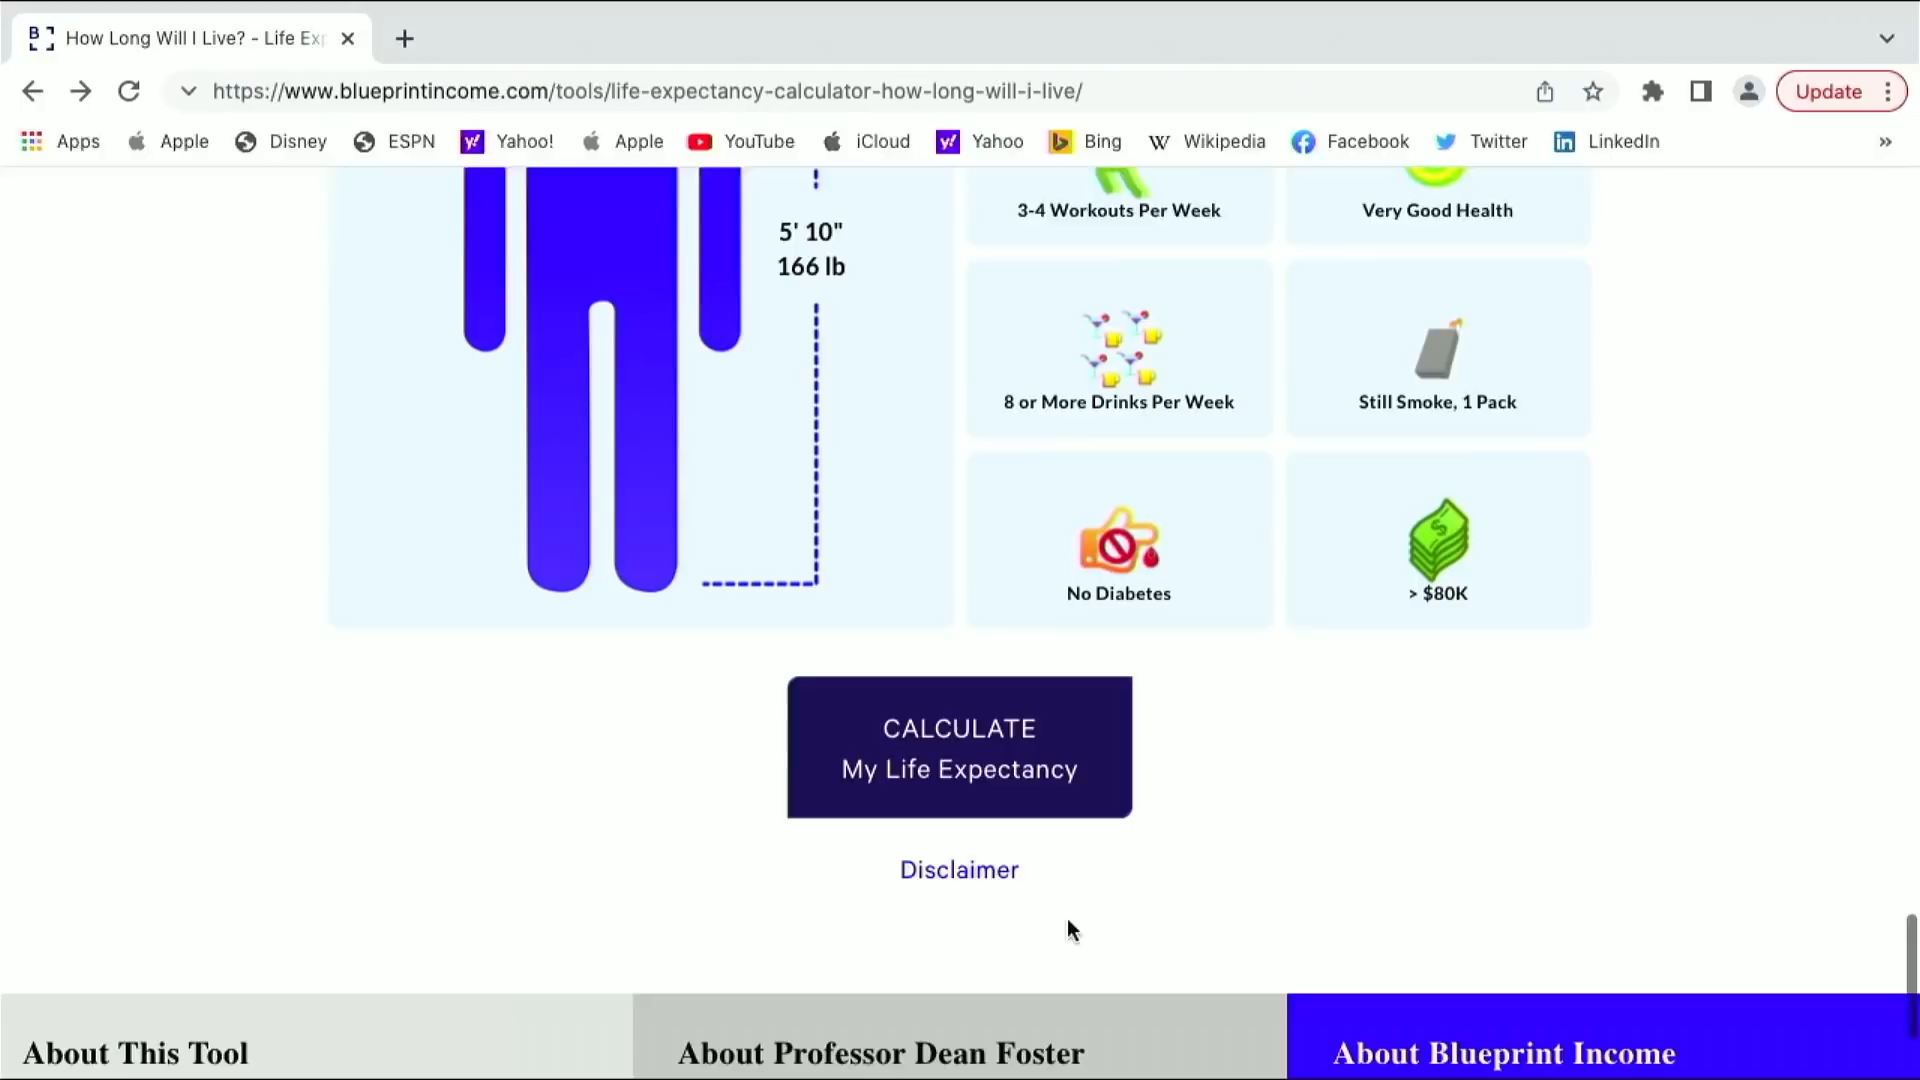 B
How Long Will I Live? - Life Exp
https://www.blueprintincome.com/tools/life-expectancy-calculator-how-long-will-i-live/
Update
Apps
Apple
Disney
ESPN
Yahoo!
Apple
YouTube
iCloud
Yahoo
Bing
Wikipedia
Facebook
Twitter
LinkedIn
3-4 Workouts Per Week
Very Good Health
5' 10"
166 lb
8 or More Drinks Per Week
Still Smoke, 1 Pack
No Diabetes
> $80K
CALCULATE
My Life Expectancy
Disclaimer
About This Tool
About Professor Dean Foster
About Blueprint Income